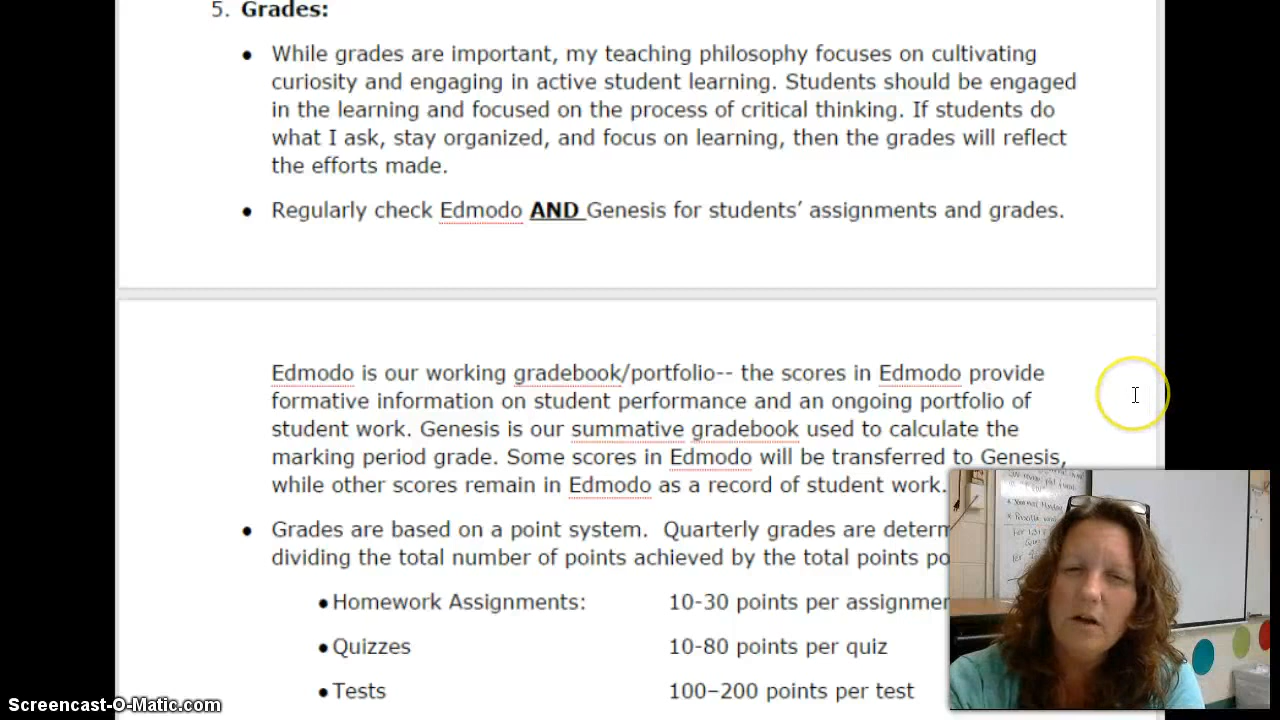 5. Grades:
● While grades are important, my teaching philosophy focuses on cultivating
curiosity and engaging in active student learning. Students should be engaged
in the learning and focused on the process of critical thinking. If students do
what I ask, stay organized, and focus on learning, then the grades will reflect
the efforts made.
● Regularly check Edmodo AND Genesis for students’ assignments and grades.
Edmodo is our working gradebook/portfolio-- the scores in Edmodo provide
formative information on student performance and an ongoing portfolio of
student work. Genesis is our summative gradebook used to calculate the
marking period grade. Some scores in Edmodo will be transferred to Genesis,
while other scores remain in Edmodo as a record of student work.
● Grades are based on a point system. Quarterly grades are determ
dividing the total number of points achieved by the total points po
● Homework Assignments: 10-30 points per assignmen
● Quizzes 10-80 points per quiz
● Tests 100–200 points per test
Screencast-O-Matic.com